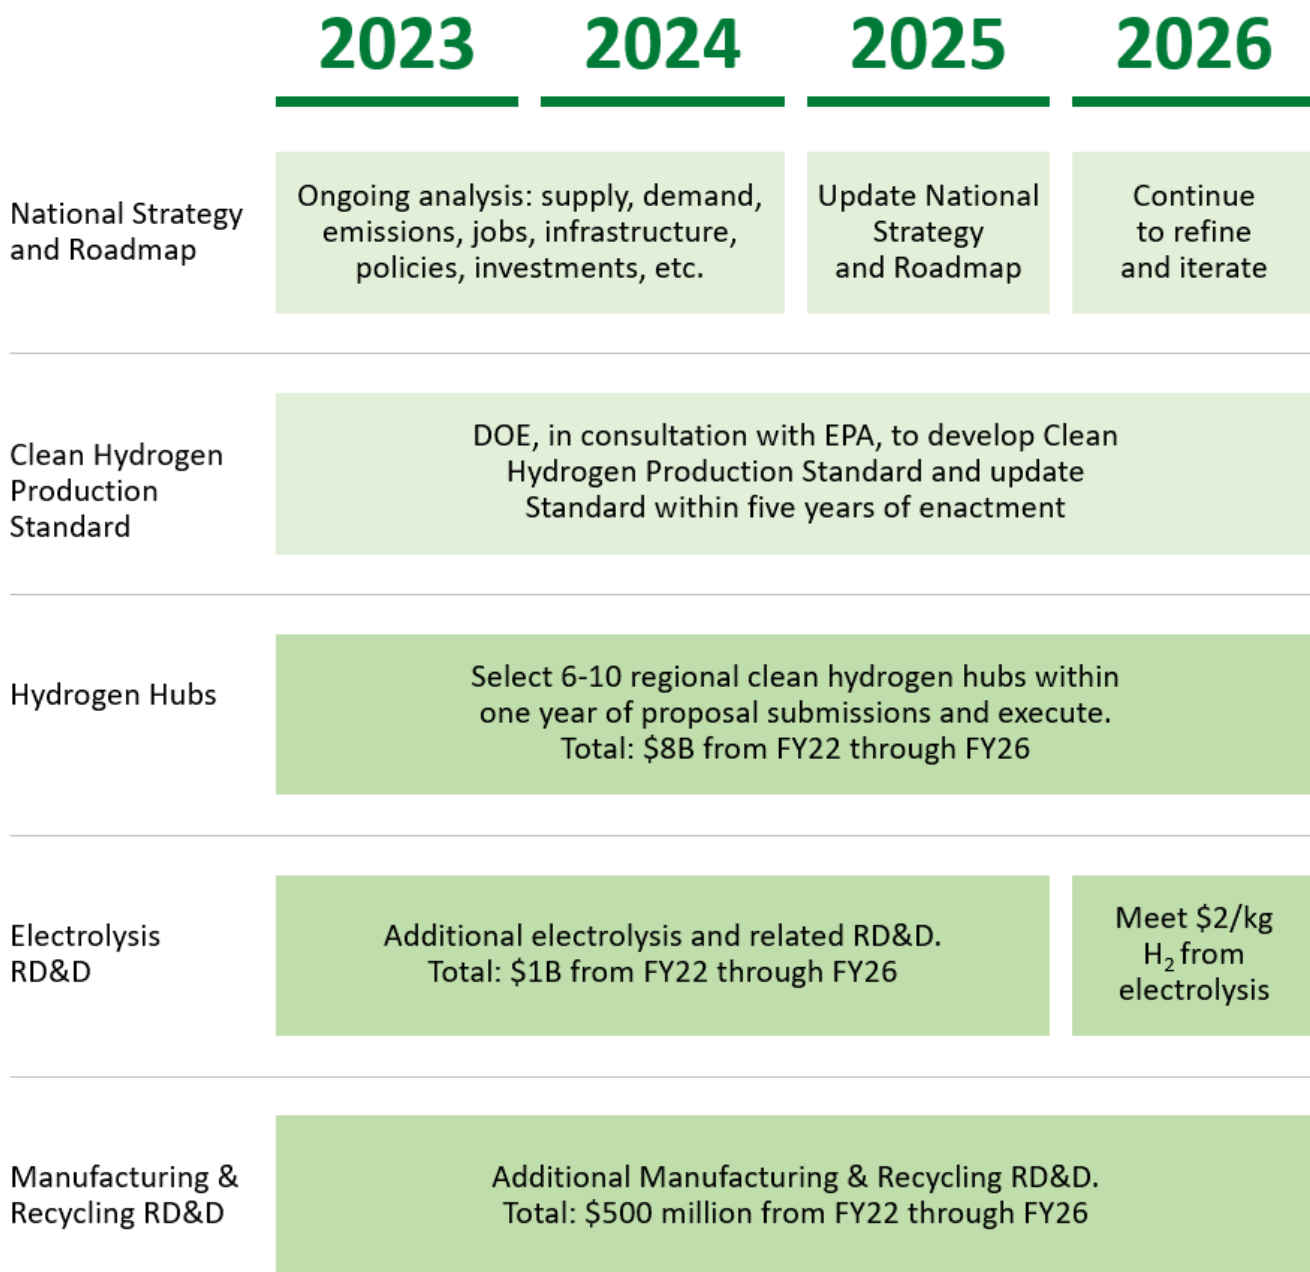 2023 2024 2025 2026
National Strategy
and Roadmap
Ongoing analysis: supply, demand,
emissions, jobs, infrastructure,
policies, investments, etc.
Update National
Strategy
and Roadmap
Continue
to refine
and iterate
Clean Hydrogen
Production
Standard
DOE, in consultation with EPA, to develop Clean
Hydrogen Production Standard and update
Standard within five years of enactment
Hydrogen Hubs
Select 6-10 regional clean hydrogen hubs within
one year of proposal submissions and execute.
Total: $8B from FY22 through FY26
Electrolysis
RD&D
Additional electrolysis and related RD&D.
Total: $1B from FY22 through FY26
Meet $2/kg
H₂ from
electrolysis
Manufacturing &
Recycling RD&D
Additional Manufacturing & Recycling RD&D.
Total: $500 million from FY22 through FY26